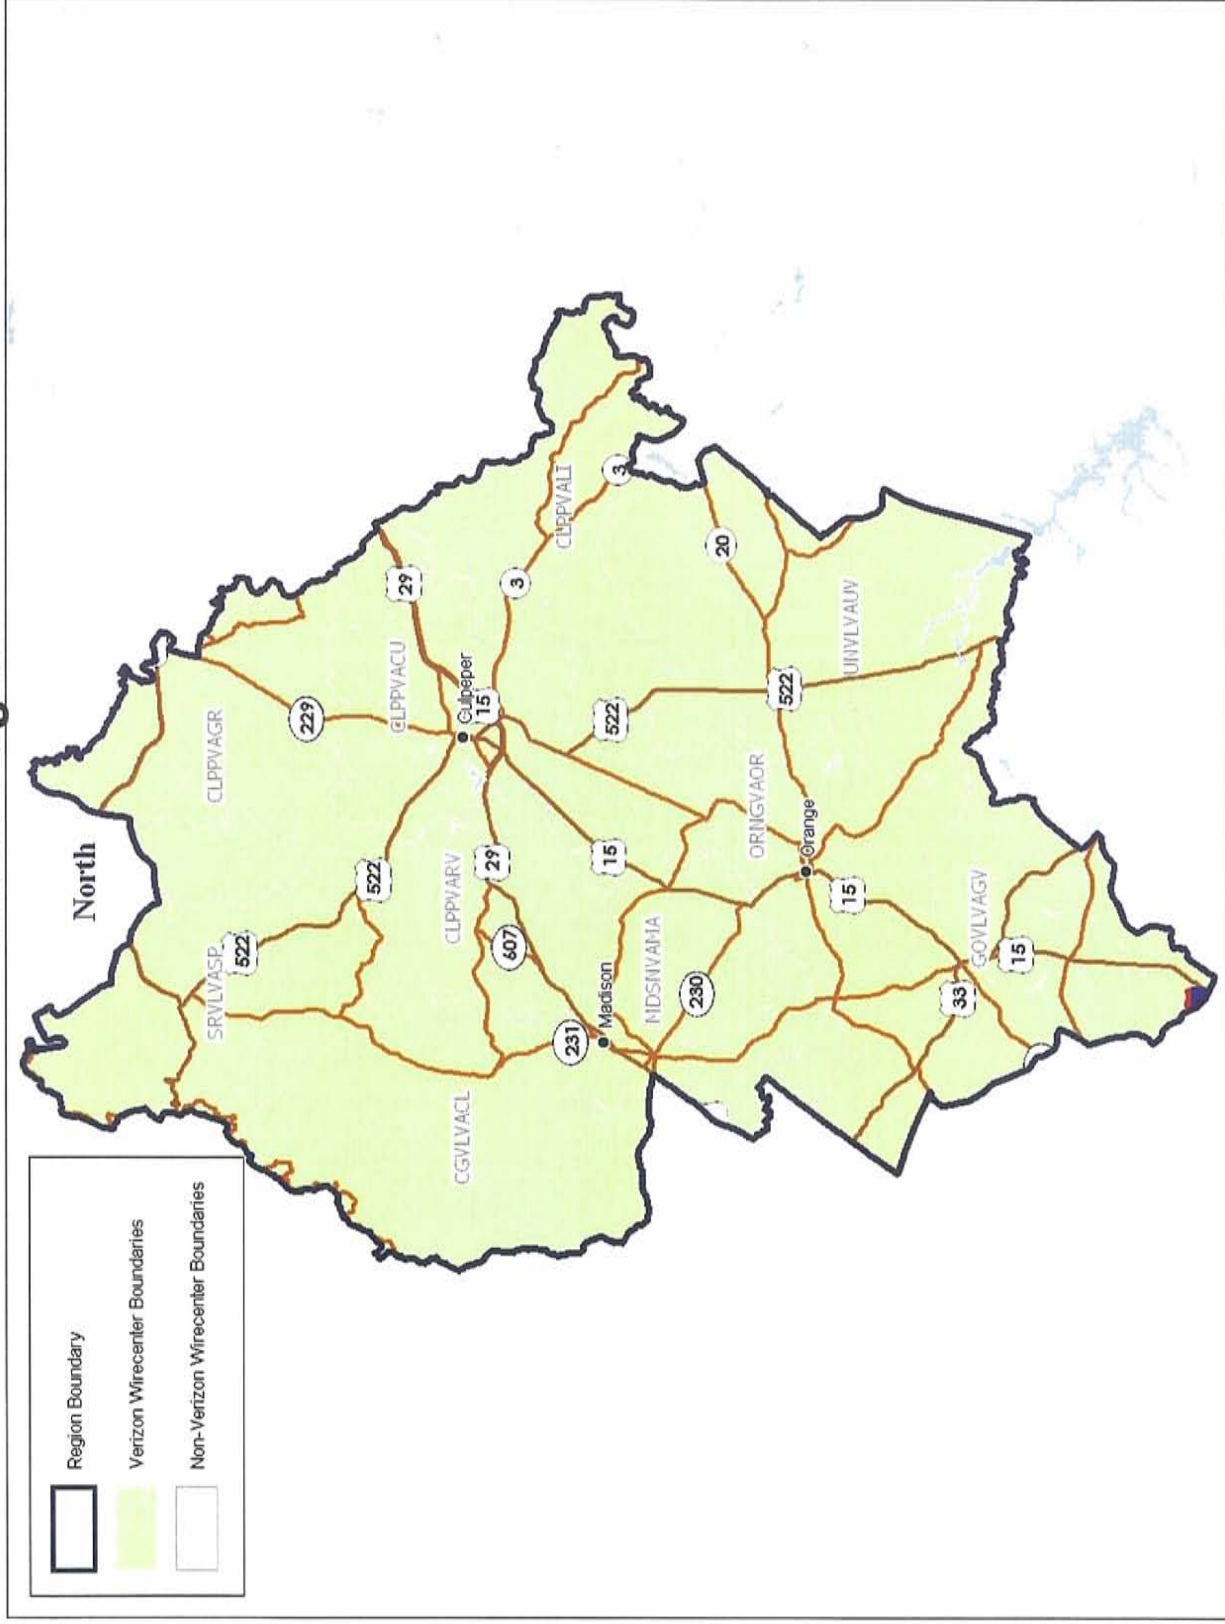 Region Boundary
Verizon Wirecenter Boundaries
Non-Verizon Wirecenter Boundaries
North
SRVLVASP
522
CLPPVAGR
229
522
CLPPVACU
29
Culpeper
15
CLPPVARV
29
607
3
CLPPVALI
3
CGVLVACL
231
Madison
15
522
MDSNVAMA
230
20
ORNGVAOR
522
Orange
UNVLVAUV
15
GOVLVAGV
33
15